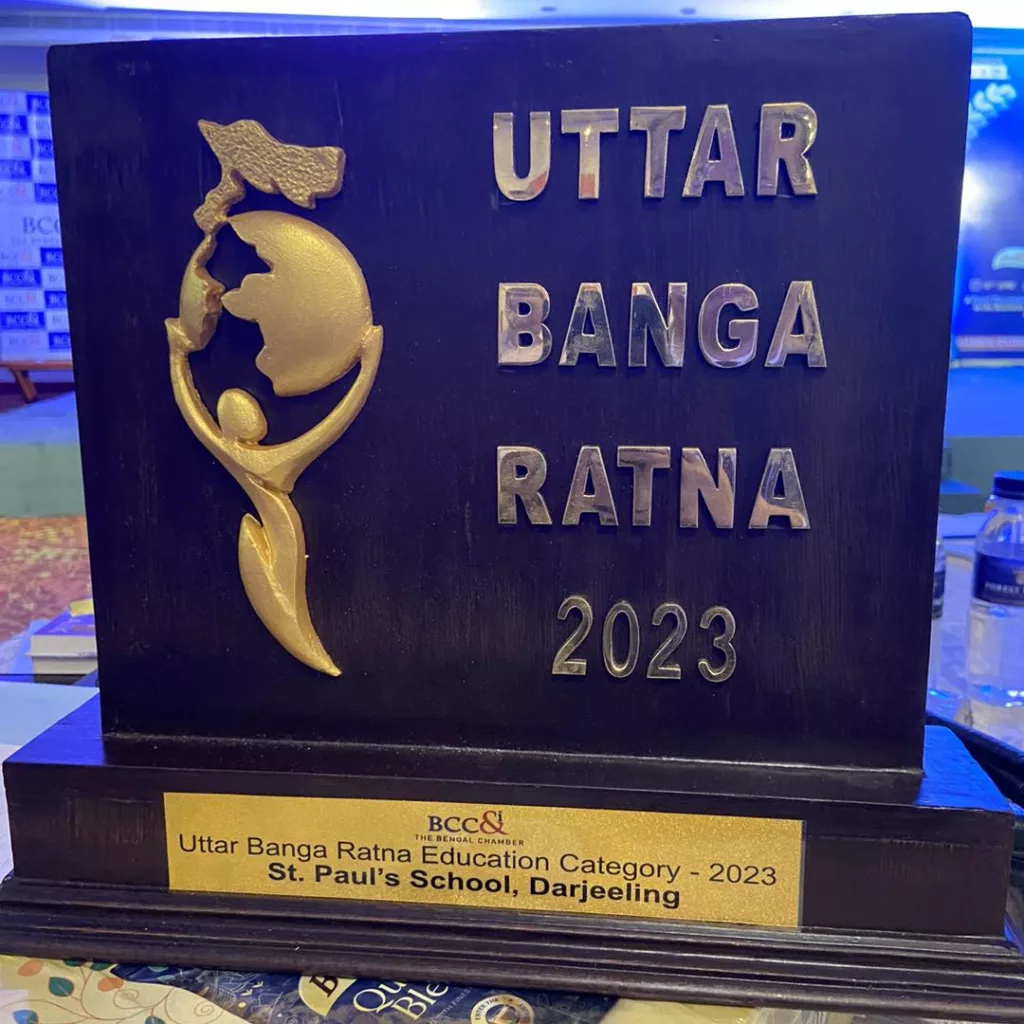 UTTAR
BANGA
RATNA
2023
BCC&I
THE BENGAL CHAMBER
Uttar Banga Ratna Education Category - 2023
St. Paul's School, Darjeeling